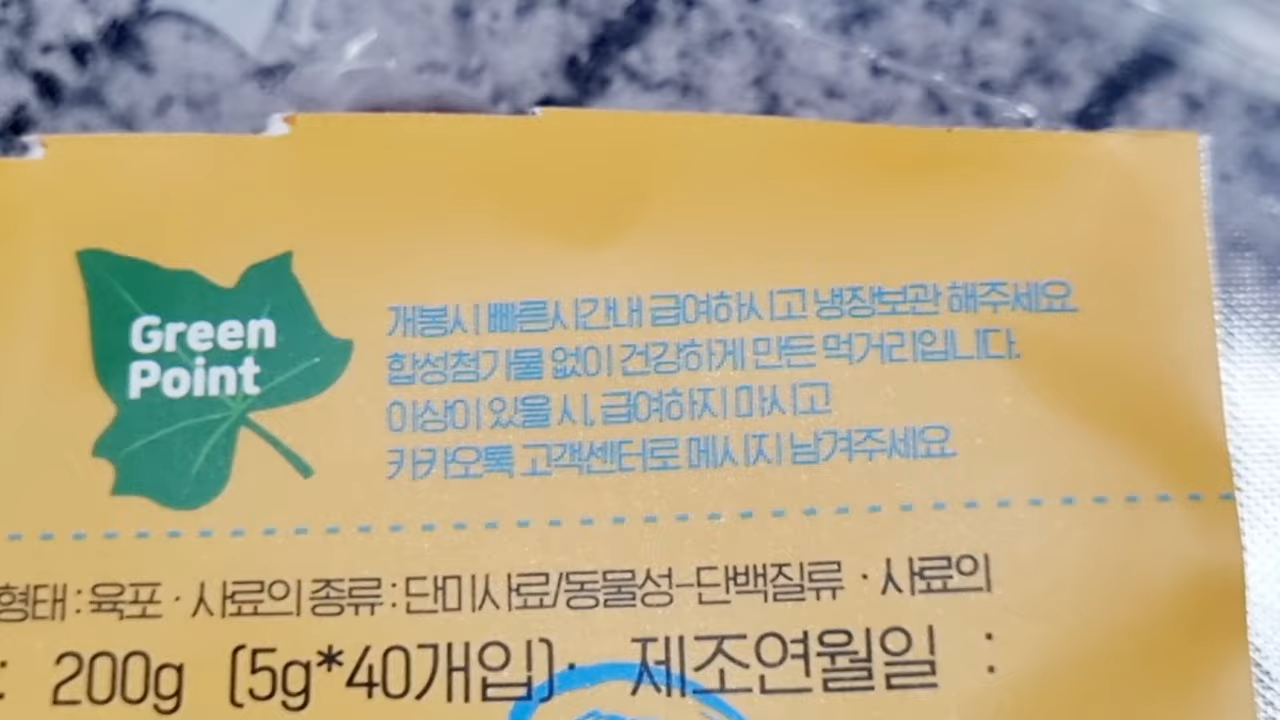 Green
Point
개봉시 빠른시간내 급여하시고 냉장보관 해주세요.
합성첨가물 없이 건강하게 만든 먹거리입니다.
이상이 있을 시, 급여하지 마시고
카카오톡 고객센터로 메시지 남겨주세요.
형태 : 육포 · 사료의 종류 : 단미사료/동물성-단백질류 · 사료의
: 200g (5g*40개입) · 제조연월일 :